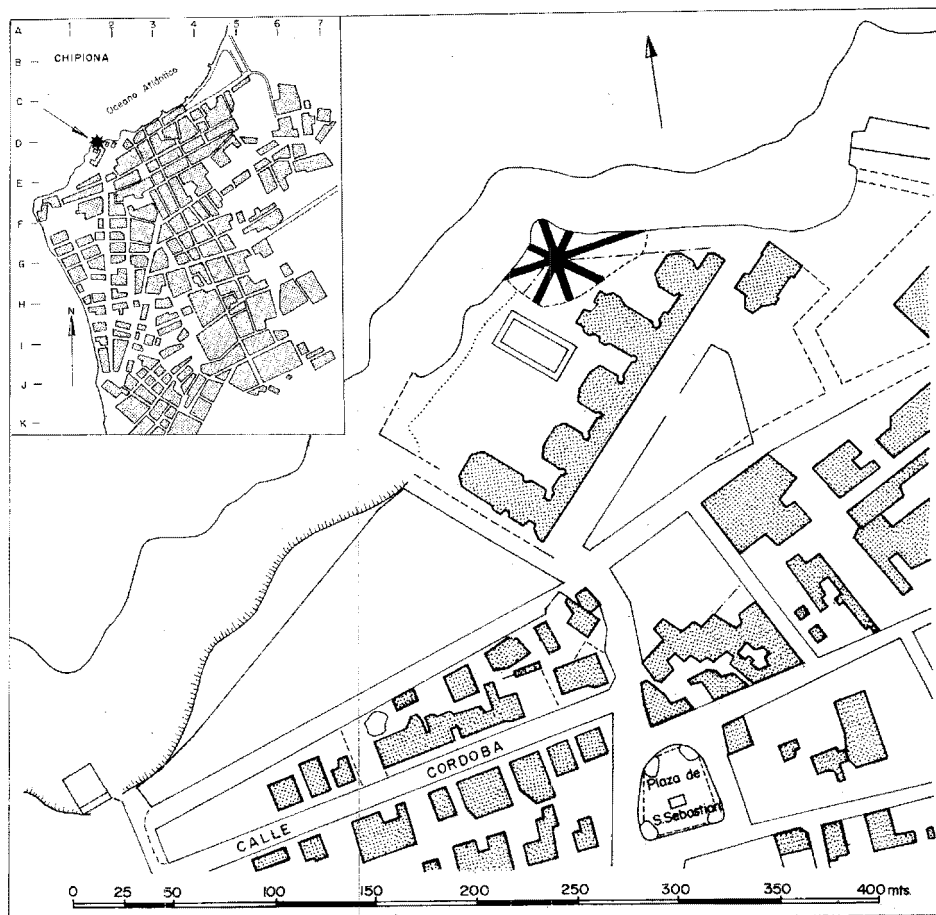 A 1 2 3 4 5 6 7
B
CHIPIONA
Oceano Atlántico
C
D
E
F
G
H
N
I
J
K
CALLE CORDOBA
Plaza de
S.Sebastian
0 25 50 100 150 200 250 300 350 400 mts.